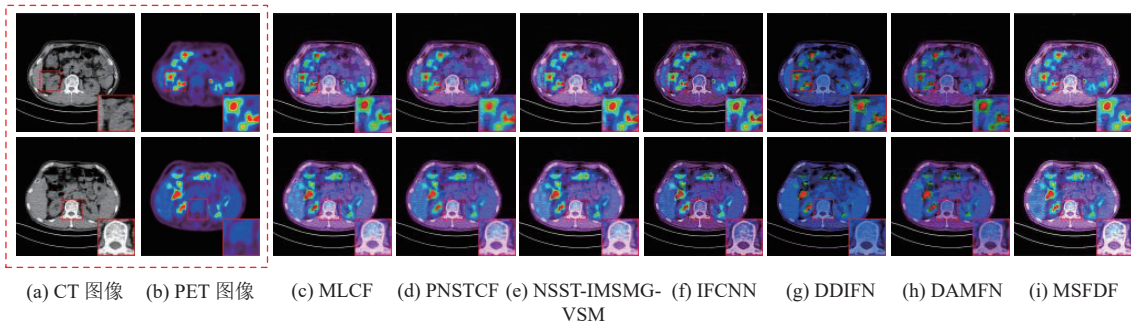 (a) CT 图像 (b) PET 图像 (c) MLCF (d) PNSTCF (e) NSST-IMSMG- (f) IFCNN (g) DDIFN (h) DAMFN (i) MSFDF
VSM